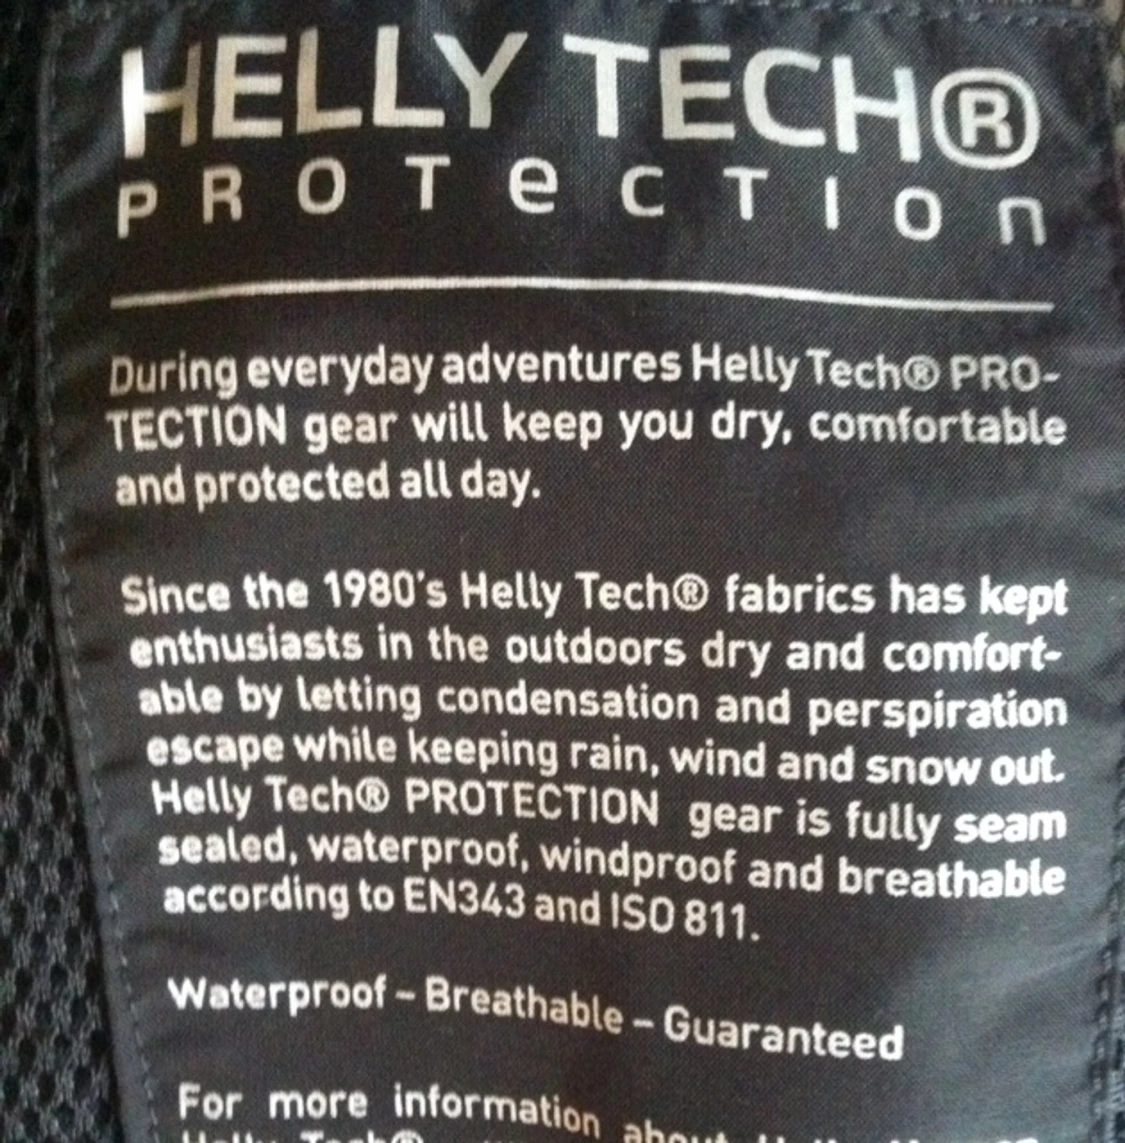 HELLY TECH®
PROTecTIOn
During everyday adventures Helly Tech® PRO-
TECTION gear will keep you dry, comfortable
and protected all day.
Since the 1980's Helly Tech® fabrics has kept
enthusiasts in the outdoors dry and comfort-
able by letting condensation and perspiration
escape while keeping rain, wind and snow out.
Helly Tech® PROTECTION gear is fully seam
sealed, waterproof, windproof and breathable
according to EN343 and ISO 811.
Waterproof – Breathable – Guaranteed
For more information about
Helly Tech®